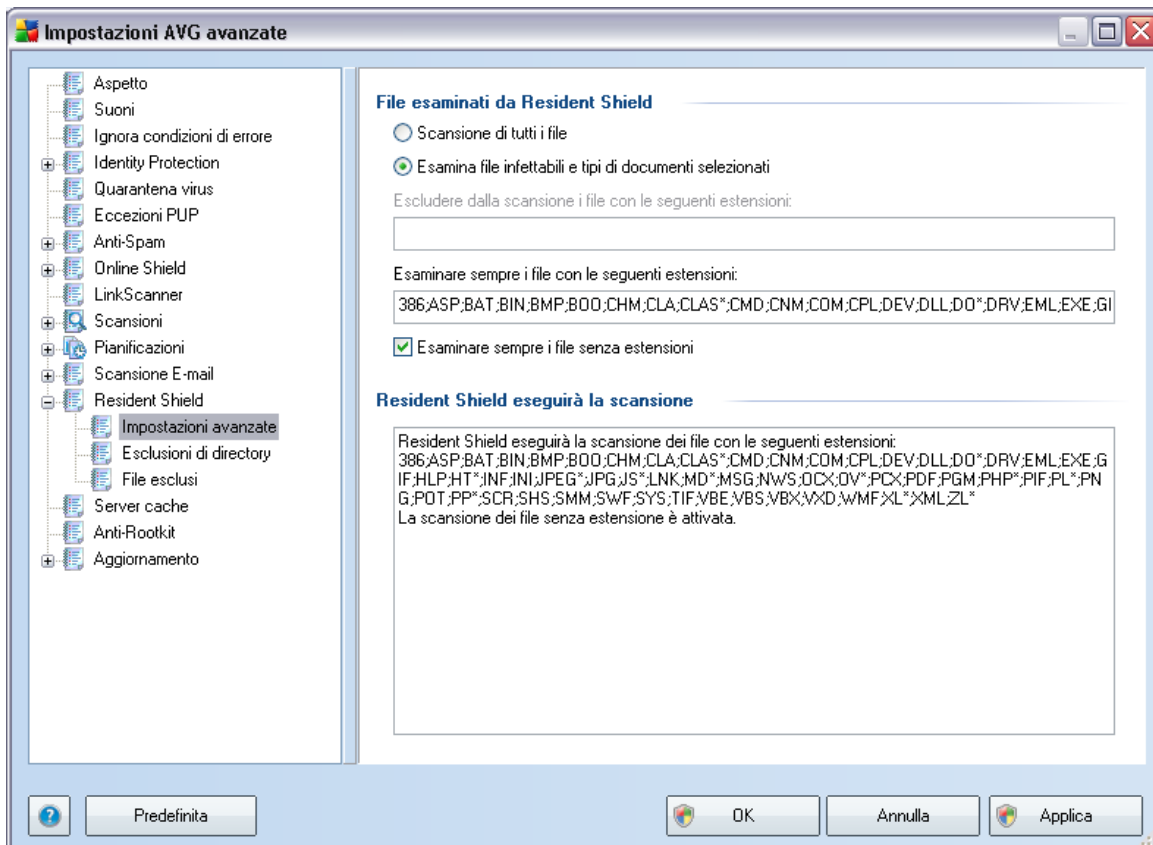 Impostazioni AVG avanzate
Aspetto
Suoni
Ignora condizioni di errore
Identity Protection
Quarantena virus
Eccezioni PUP
Anti-Spam
Online Shield
LinkScanner
Scansioni
Pianificazioni
Scansione E-mail
Resident Shield
Impostazioni avanzate
Esclusioni di directory
File esclusi
Server cache
Anti-Rootkit
Aggiornamento
File esaminati da Resident Shield
Scansione di tutti i file
Esamina file infettabili e tipi di documenti selezionati
Escludere dalla scansione i file con le seguenti estensioni:
Esaminare sempre i file con le seguenti estensioni:
386;ASP;BAT;BIN;BMP;BOO;CHM;CLA;CLAS*;CMD;CNM;COM;CPL;DEV;DLL;DO*;DRV;EML;EXE;GI
Esaminare sempre i file senza estensioni
Resident Shield eseguirà la scansione
Resident Shield eseguirà la scansione dei file con le seguenti estensioni:
386;ASP;BAT;BIN;BMP;BOO;CHM;CLA;CLAS*;CMD;CNM;COM;CPL;DEV;DLL;DO*;DRV;EML;EXE;G
IF;HLP;HT*;INF;INI;JPEG*;JPG;JS*;LNK;MD*;MSG;NWS;OCX;OV*;PCX;PDF;PGM;PHP*;PIF;PL*;PN
G;POT;PP*;SCR;SHS;SMM;SWF;SYS;TIF;VBE;VBS;VBX;VXD;WMF;XL*;XML;ZL*
La scansione dei file senza estensione è attivata.
Predefinita
OK
Annulla
Applica